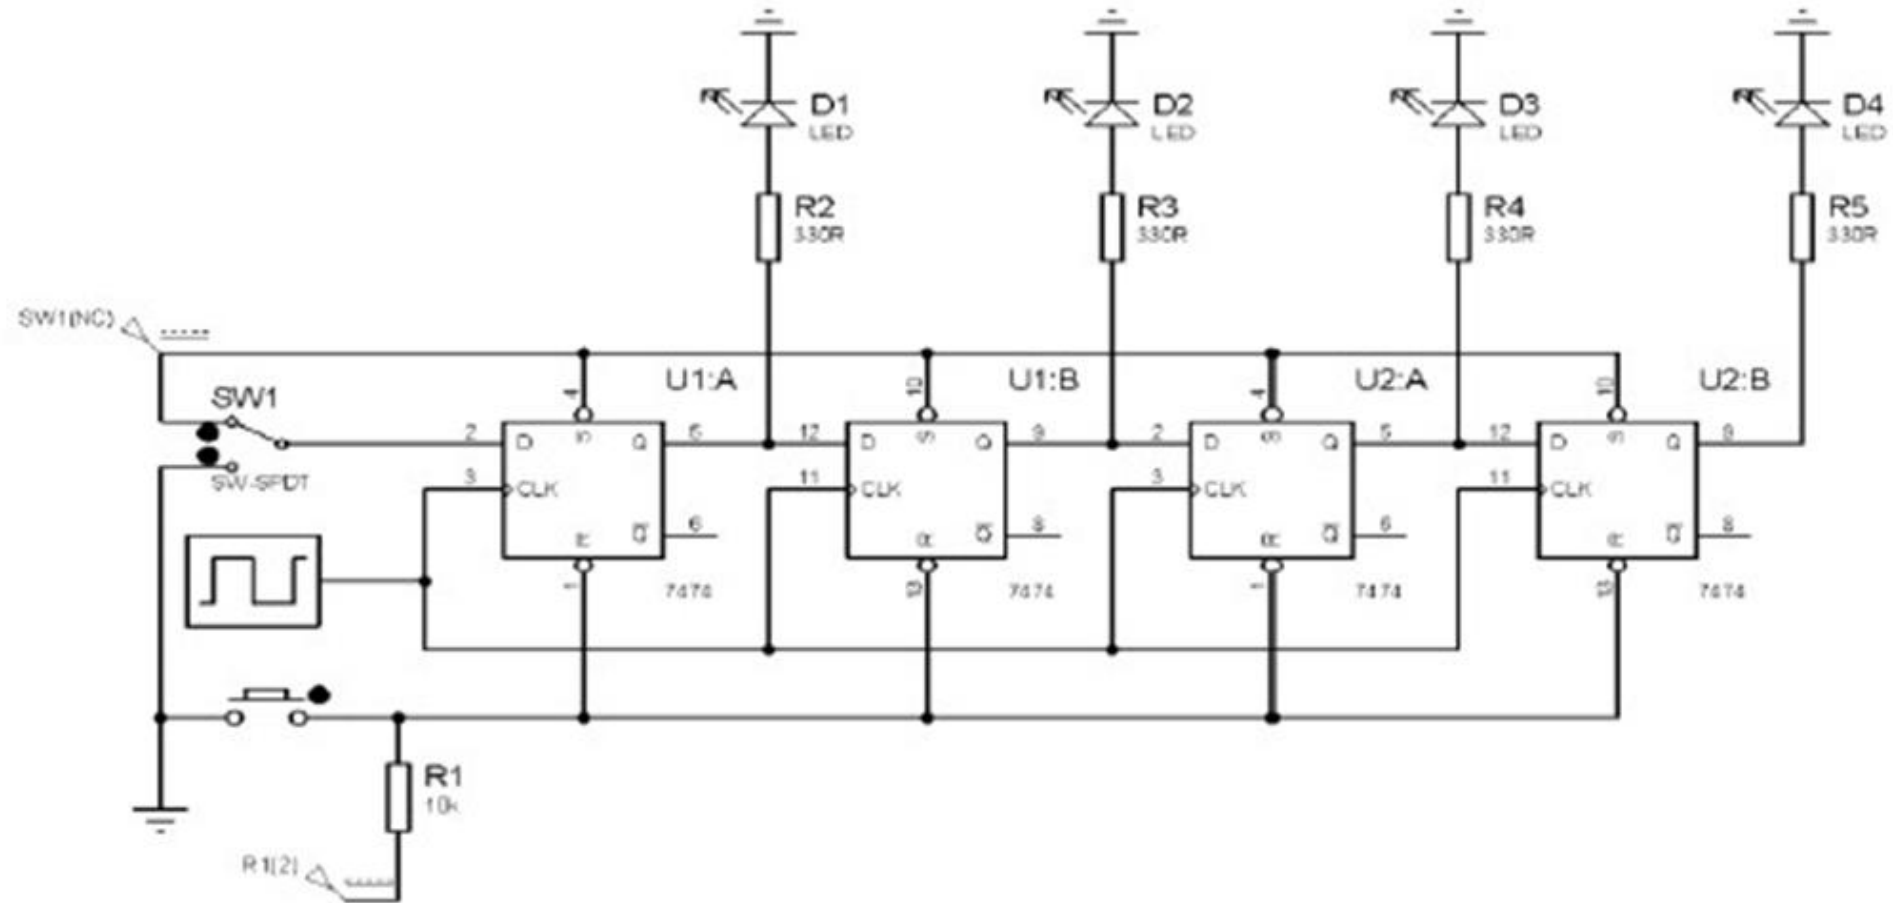 D1
LED
D2
LED
D3
LED
D4
LED
R2
330R
R3
330R
R4
330R
R5
330R
SW1(NC)
SW1
SW-SPDT
U1:A
U1:B
U2:A
U2:B
4
10
4
10
2 D S Q 5
12 D S Q 9
2 D S Q 5
12 D S Q 9
3 CLK
11 CLK
3 CLK
11 CLK
R Q 6
R Q 8
R Q 6
R Q 8
1
13
1
13
7474
7474
7474
7474
R1
10k
R1(2)